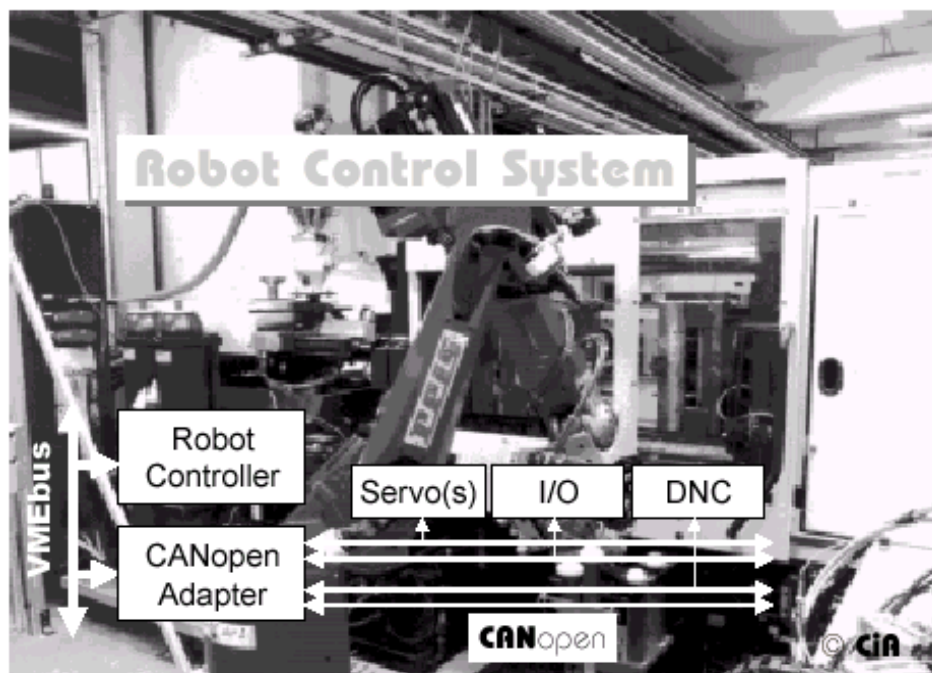 Robot Control System
VMEbus
Robot
Controller
Servo(s)
I/O
DNC
CANopen
Adapter
CANopen
© CiA